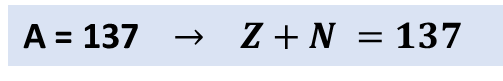 A = 137 → Z + N = 137